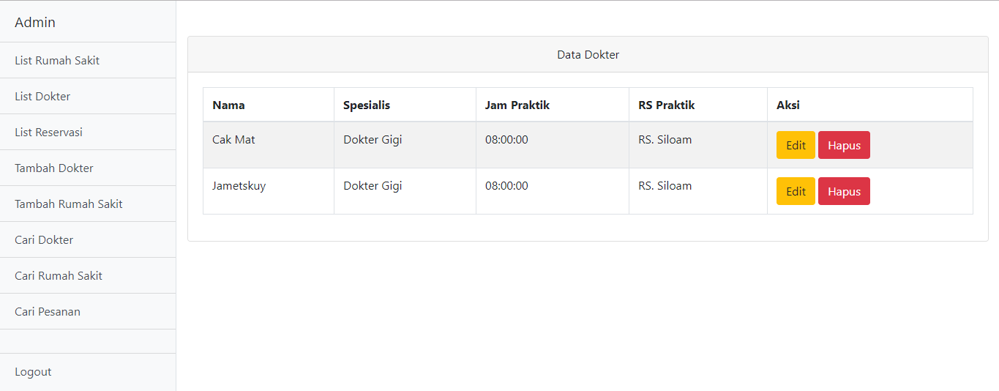 Admin
List Rumah Sakit
List Dokter
List Reservasi
Tambah Dokter
Tambah Rumah Sakit
Cari Dokter
Cari Rumah Sakit
Cari Pesanan
Logout
Data Dokter
Nama Spesialis Jam Praktik RS Praktik Aksi
Cak Mat Dokter Gigi 08:00:00 RS. Siloam Edit Hapus
Jametskuy Dokter Gigi 08:00:00 RS. Siloam Edit Hapus